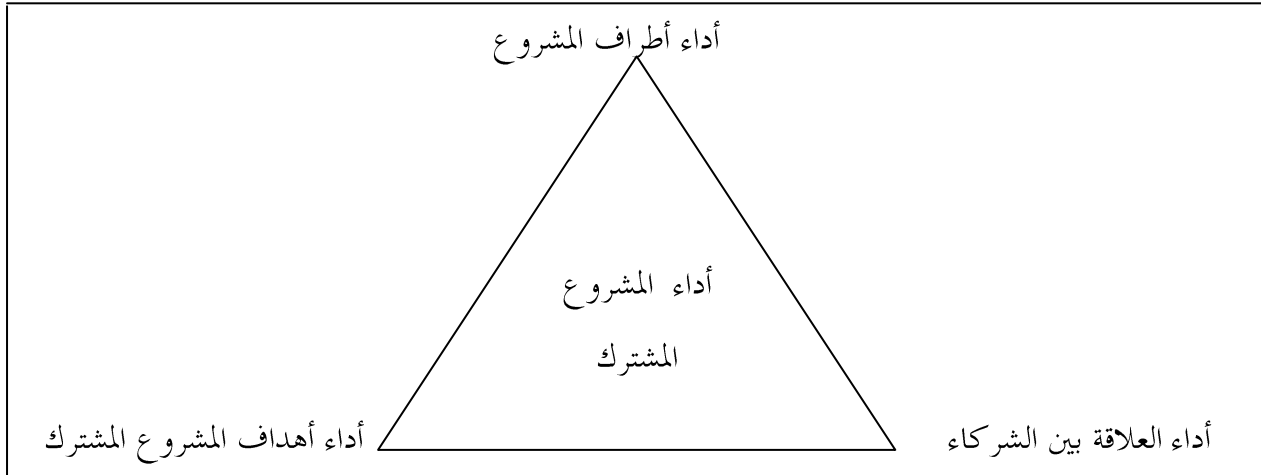 أداء أطراف المشروع
أداء المشروع
المشترك
أداء العلاقة بين الشركاء
أداء أهداف المشروع المشترك